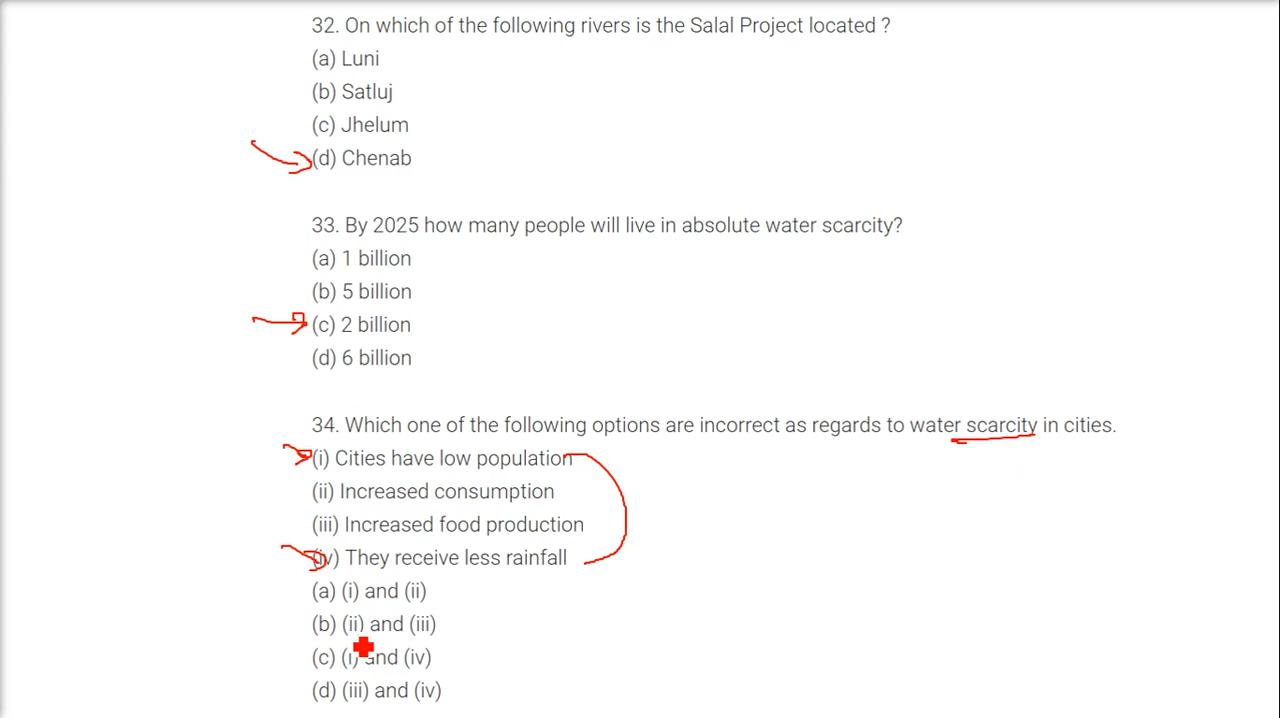 32. On which of the following rivers is the Salal Project located ?
(a) Luni
(b) Satluj
(c) Jhelum
(d) Chenab
33. By 2025 how many people will live in absolute water scarcity?
(a) 1 billion
(b) 5 billion
(c) 2 billion
(d) 6 billion
34. Which one of the following options are incorrect as regards to water scarcity in cities.
(i) Cities have low population
(ii) Increased consumption
(iii) Increased food production
(iv) They receive less rainfall
(a) (i) and (ii)
(b) (ii) and (iii)
(c) (i) and (iv)
(d) (iii) and (iv)